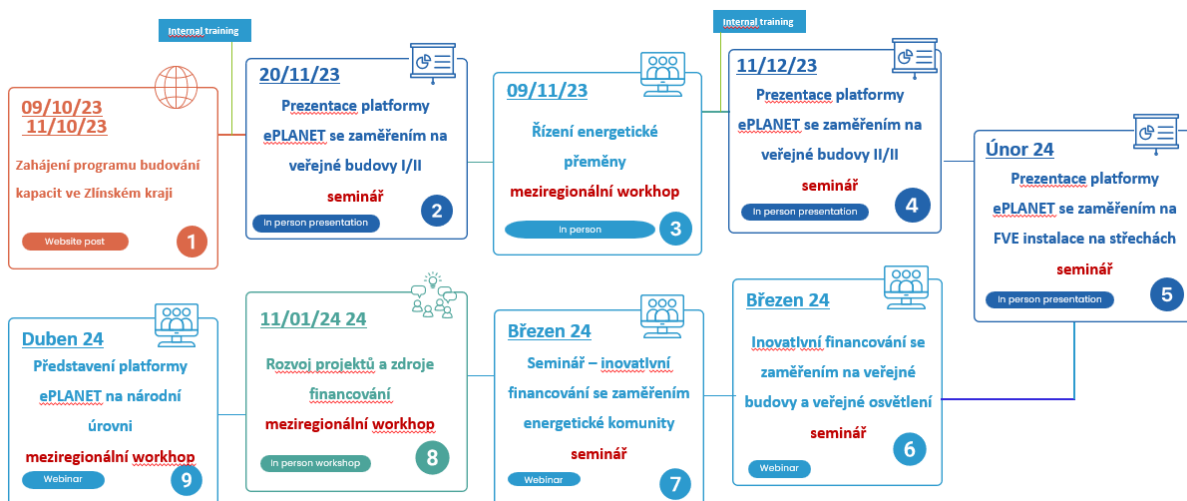 Internal training
Internal training
09/10/23
11/10/23
Zahájení programu budování
kapacit ve Zlínském kraji
Website post
1
20/11/23
Prezentace platformy
ePLANET se zaměřením na
veřejné budovy I/II
seminář
In person presentation
2
09/11/23
Řízení energetické
přeměny
meziregionální workhop
In person
3
11/12/23
Prezentace platformy
ePLANET se zaměřením na
veřejné budovy II/II
seminář
In person presentation
4
Únor 24
Prezentace platformy
ePLANET se zaměřením na
FVE instalace na střechách
seminář
In person presentation
5
Březen 24
Inovatlvní financování se
zaměřením na veřejné
budovy a veřejné osvětlení
seminář
Webinar
6
Březen 24
Seminář – inovatlvní
financování se zaměřením
energetické komunity
seminář
Webinar
7
11/01/24 24
Rozvoj projektů a zdroje
financování
meziregionální workhop
In person workshop
8
Duben 24
Představení platformy
ePLANET na národní
úrovni
meziregionální workhop
Webinar
9